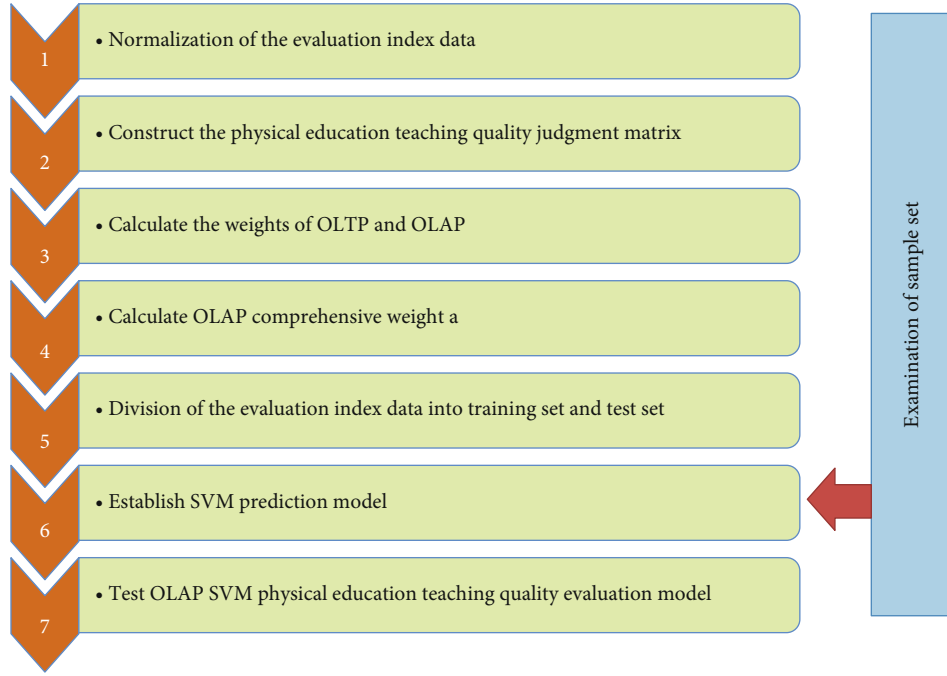 1
• Normalization of the evaluation index data
2
• Construct the physical education teaching quality judgment matrix
3
• Calculate the weights of OLTP and OLAP
4
• Calculate OLAP comprehensive weight a
5
• Division of the evaluation index data into training set and test set
6
• Establish SVM prediction model
7
• Test OLAP SVM physical education teaching quality evaluation model
Examination of sample set